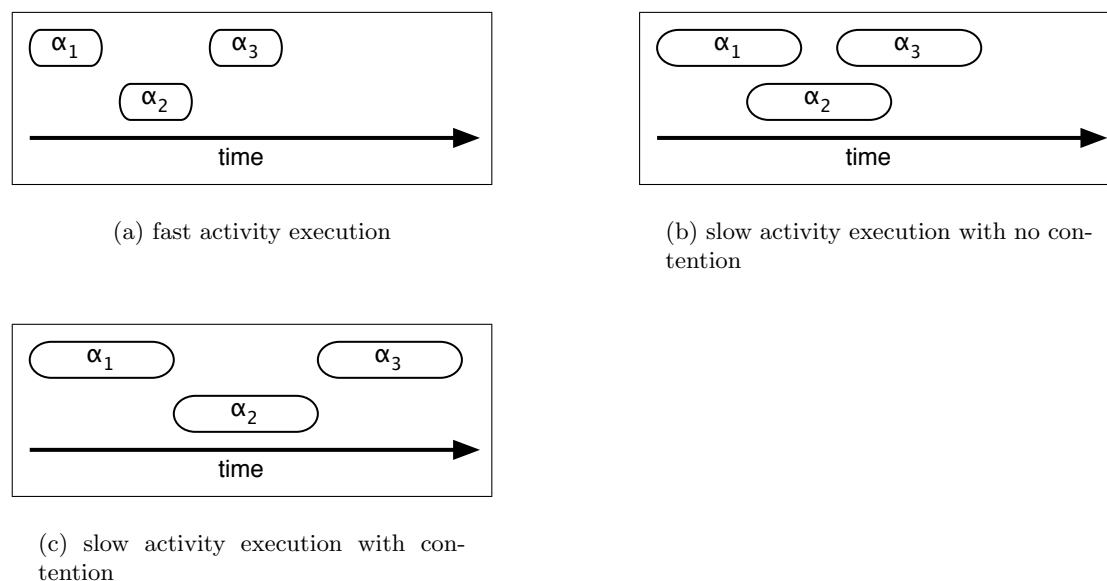 α1
α3
α2
time
(a) fast activity execution
α1
α3
α2
time
(b) slow activity execution with no con-
tention
α1
α3
α2
time
(c) slow activity execution with con-
tention